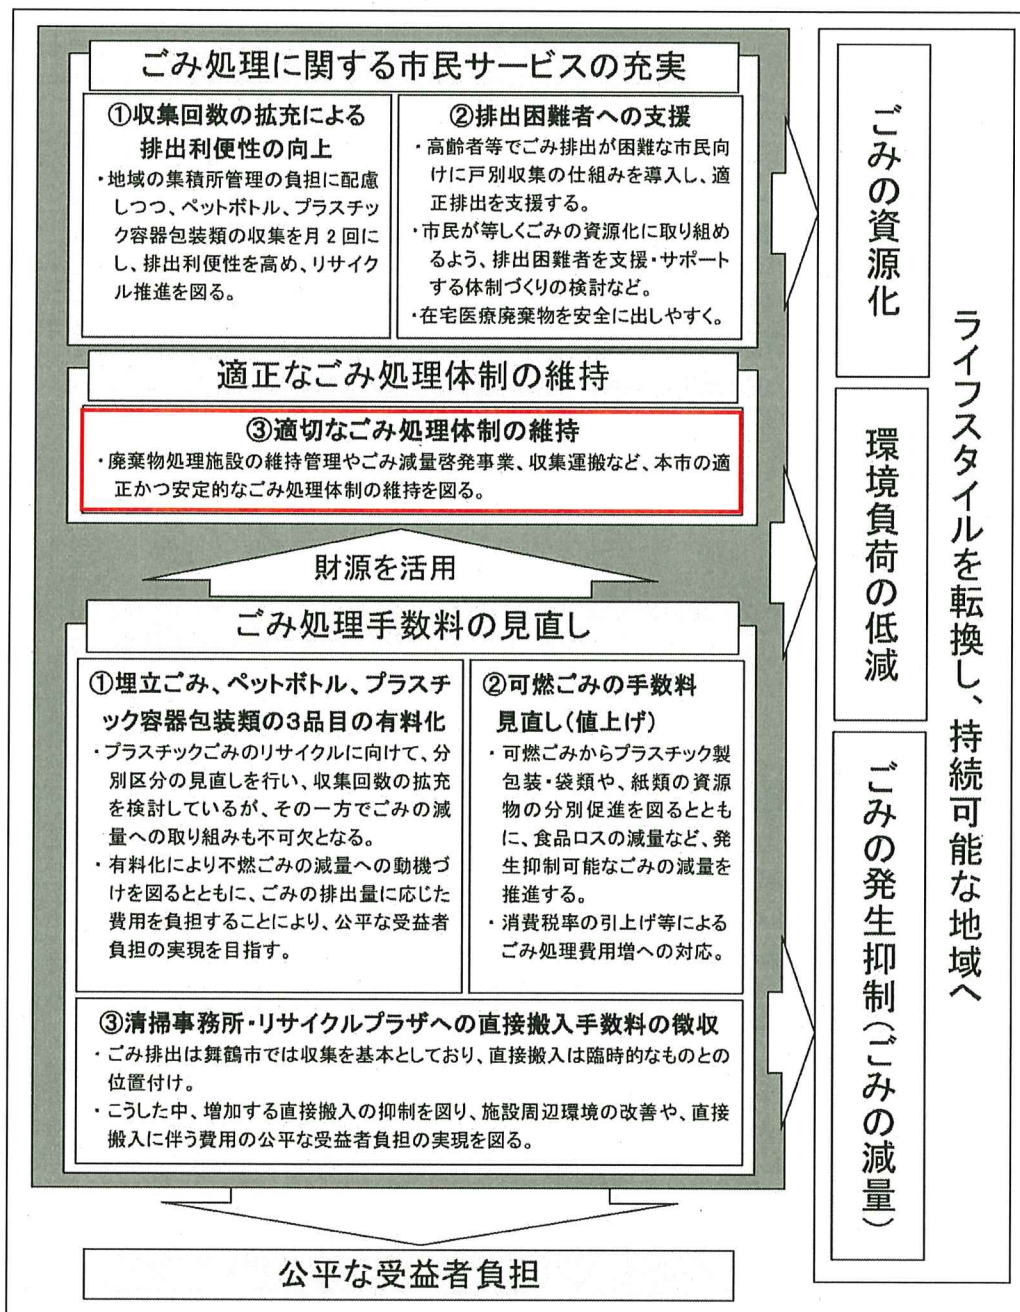 ごみ処理に関する市民サービスの充実
①収集回数の拡充による
排出利便性の向上
・地域の集積所管理の負担に配慮
しつつ、ペットボトル、プラスチッ
ク容器包装類の収集を月2回に
し、排出利便性を高め、リサイク
ル推進を図る。
②排出困難者への支援
・高齢者等でごみ排出が困難な市民向
けに戸別収集の仕組みを導入し、適
正排出を支援する。
・市民が等しくごみの資源化に取り組め
るよう、排出困難者を支援・サポート
する体制づくりの検討など。
・在宅医療廃棄物を安全に出しやすく。
適正なごみ処理体制の維持
③適切なごみ処理体制の維持
・廃棄物処理施設の維持管理やごみ減量啓発事業、収集運搬など、本市の適
正かつ安定的なごみ処理体制の維持を図る。
財源を活用
ごみ処理手数料の見直し
①埋立ごみ、ペットボトル、プラスチ
ック容器包装類の3品目の有料化
・プラスチックごみのリサイクルに向けて、分
別区分の見直しを行い、収集回数の拡充
を検討しているが、その一方でごみの減
量への取り組みも不可欠となる。
・有料化により不燃ごみの減量への動機づ
けを図るとともに、ごみの排出量に応じた
費用を負担することにより、公平な受益者
負担の実現を目指す。
②可燃ごみの手数料
見直し(値上げ)
・可燃ごみからプラスチック製
包装・袋類や、紙類の資源
物の分別促進を図るととも
に、食品ロスの減量など、発
生抑制可能なごみの減量を
推進する。
・消費税率の引上げ等による
ごみ処理費用増への対応。
③清掃事務所・リサイクルプラザへの直接搬入手数料の徴収
・ごみ排出は舞鶴市では収集を基本としており、直接搬入は臨時的なものとの
位置付け。
・こうした中、増加する直接搬入の抑制を図り、施設周辺環境の改善や、直接
搬入に伴う費用の公平な受益者負担の実現を図る。
公平な受益者負担
ごみの資源化
環境負荷の低減
ごみの発生抑制(ごみの減量)
ライフスタイルを転換し、持続可能な地域へ